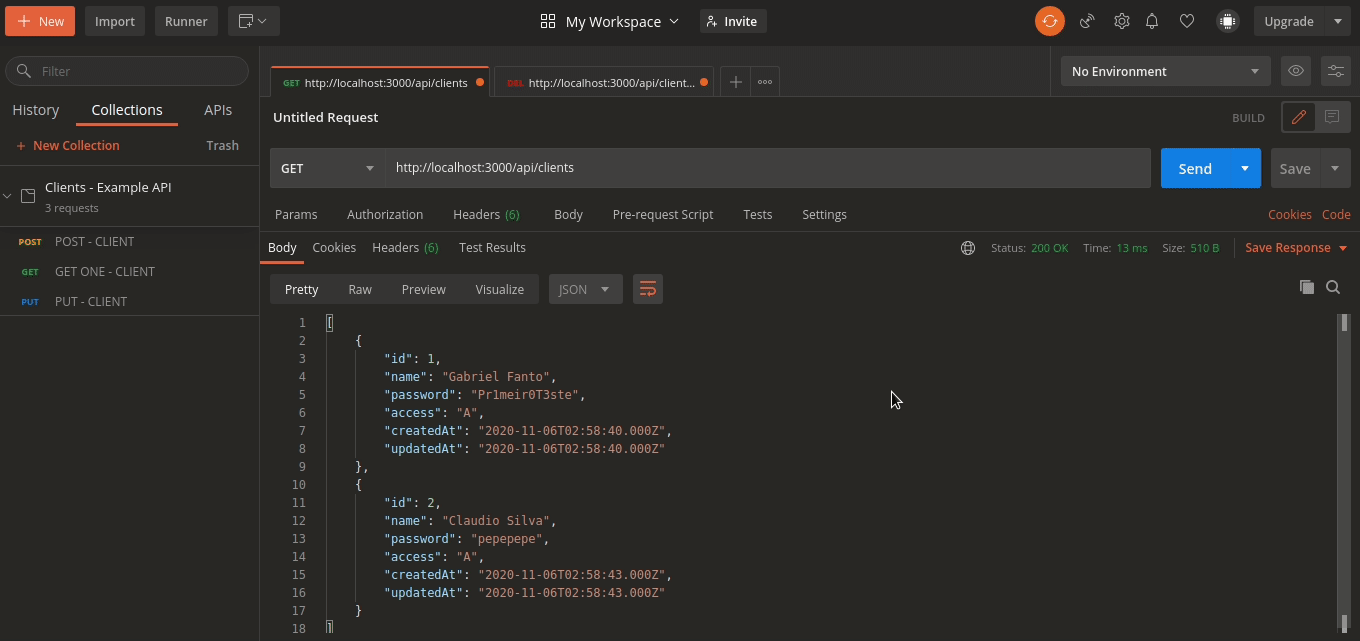 + New
Import
Runner
My Workspace
Invite
Upgrade
Filter
History
Collections
APIs
+ New Collection
Trash
Clients - Example API
3 requests
POST POST - CLIENT
GET GET ONE - CLIENT
PUT PUT - CLIENT
GET http://localhost:3000/api/clients
DEL http://localhost:3000/api/client...
No Environment
Untitled Request
BUILD
GET
http://localhost:3000/api/clients
Send
Save
Params
Authorization
Headers (6)
Body
Pre-request Script
Tests
Settings
Cookies
Code
Body
Cookies
Headers (6)
Test Results
Status: 200 OK
Time: 13 ms
Size: 510 B
Save Response
Pretty
Raw
Preview
Visualize
JSON
1 [
2 {
3 "id": 1,
4 "name": "Gabriel Fanto",
5 "password": "Pr1meir0T3ste",
6 "access": "A",
7 "createdAt": "2020-11-06T02:58:40.000Z",
8 "updatedAt": "2020-11-06T02:58:40.000Z"
9 },
10 {
11 "id": 2,
12 "name": "Claudio Silva",
13 "password": "pepepepe",
14 "access": "A",
15 "createdAt": "2020-11-06T02:58:43.000Z",
16 "updatedAt": "2020-11-06T02:58:43.000Z"
17 }
18 ]